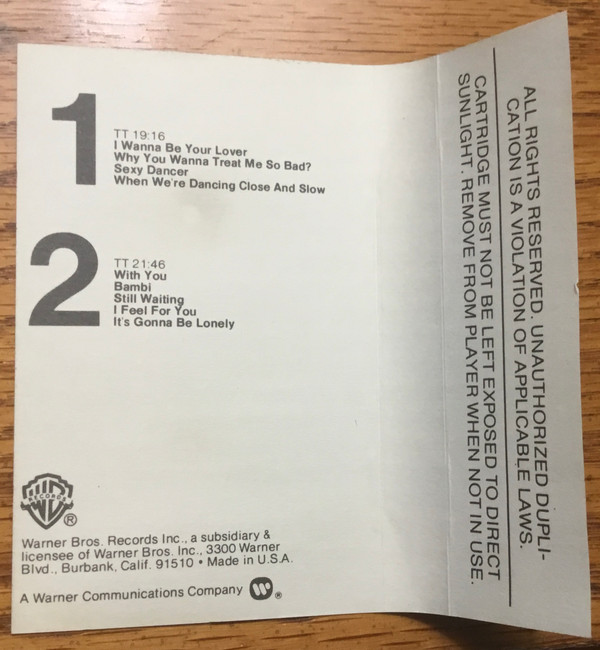 1
TT 19:16
I Wanna Be Your Lover
Why You Wanna Treat Me So Bad?
Sexy Dancer
When We're Dancing Close And Slow
2
TT 21:46
With You
Bambi
Still Waiting
I Feel For You
It's Gonna Be Lonely
WB
RECORDS
®
Warner Bros. Records Inc., a subsidiary &
licensee of Warner Bros. Inc., 3300 Warner
Blvd., Burbank, Calif. 91510 • Made in U.S.A.
A Warner Communications Company ®
ALL RIGHTS RESERVED. UNAUTHORIZED DUPLI-
CATION IS A VIOLATION OF APPLICABLE LAWS.
CARTRIDGE MUST NOT BE LEFT EXPOSED TO DIRECT
SUNLIGHT. REMOVE FROM PLAYER WHEN NOT IN USE.